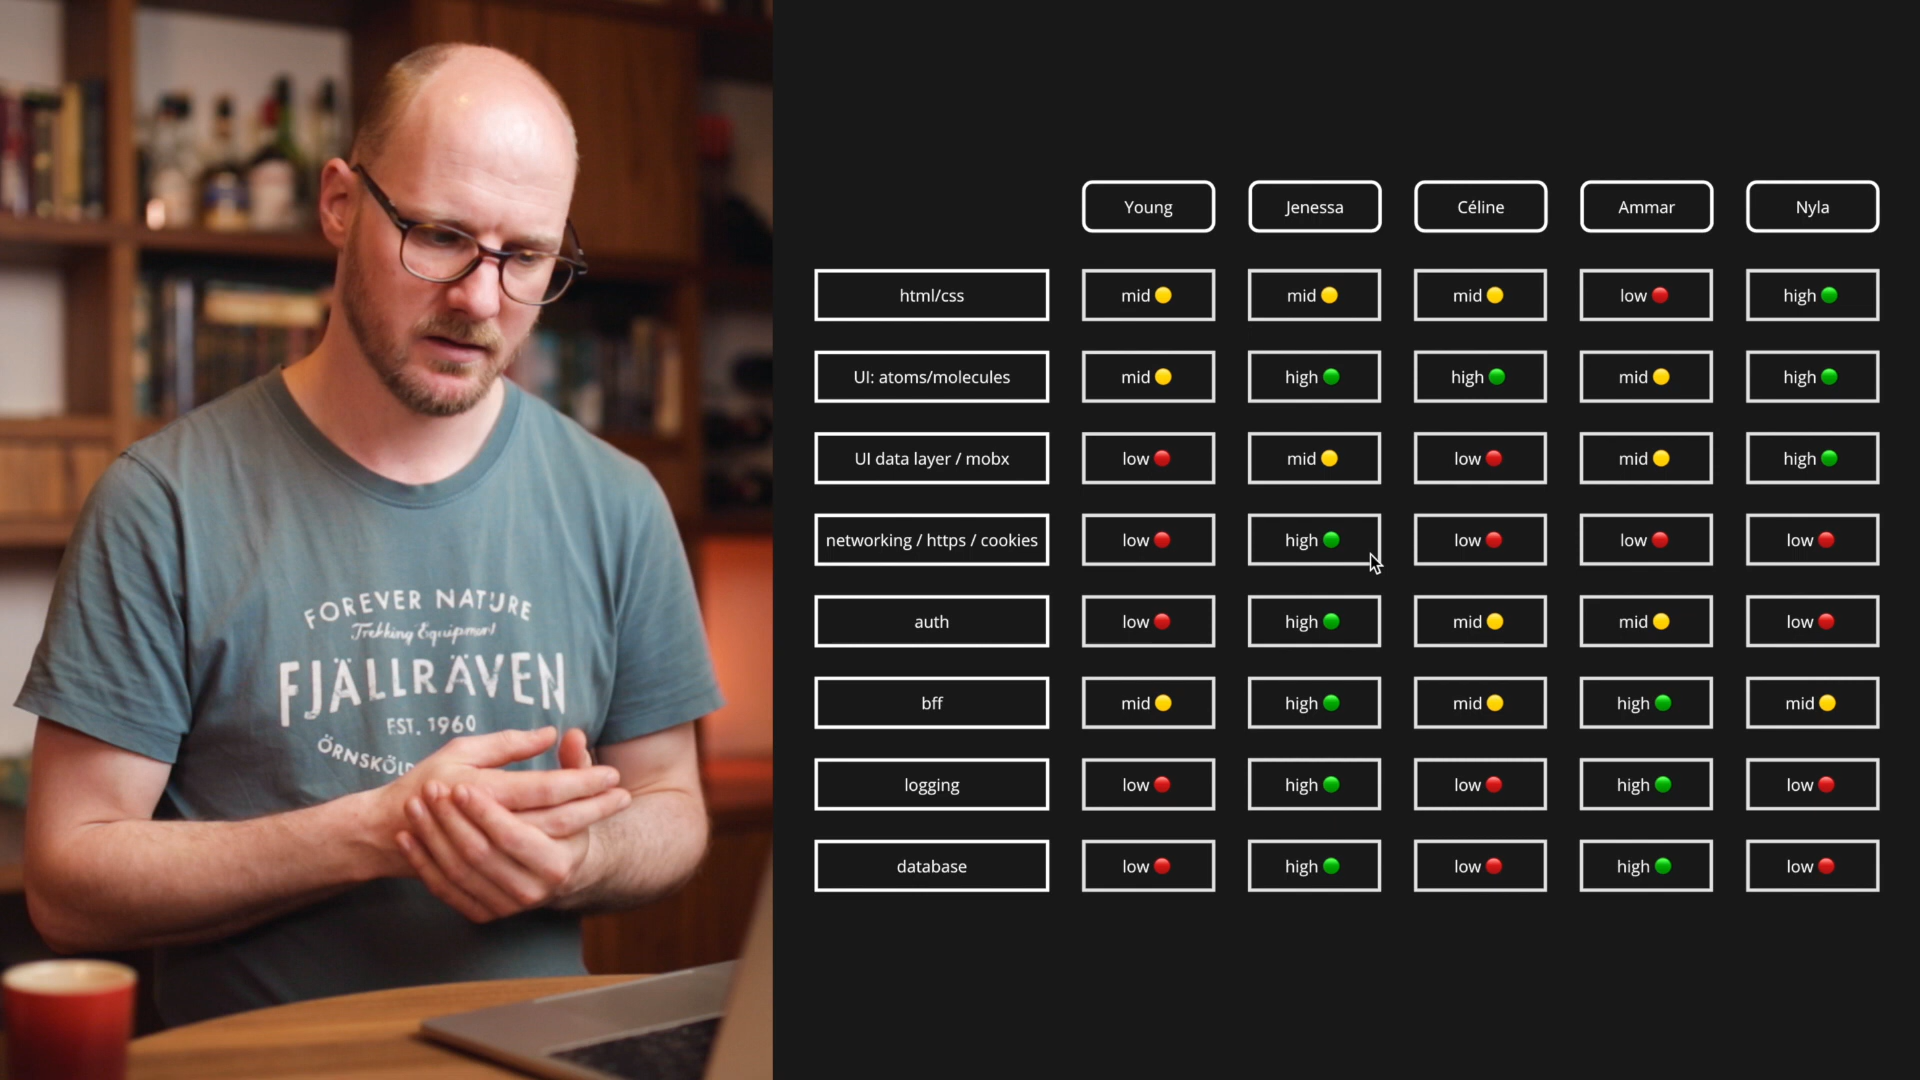 FOREVER NATURE
Trekking Equipment
FJÄLLRÄVEN
EST. 1960
Young Jenessa Céline Ammar Nyla
html/css mid mid mid low high
UI: atoms/molecules mid high high mid high
UI data layer / mobx low mid low mid high
networking / https / cookies low high low low low
auth low high mid mid low
bff mid high mid high mid
logging low high low high low
database low high low high low